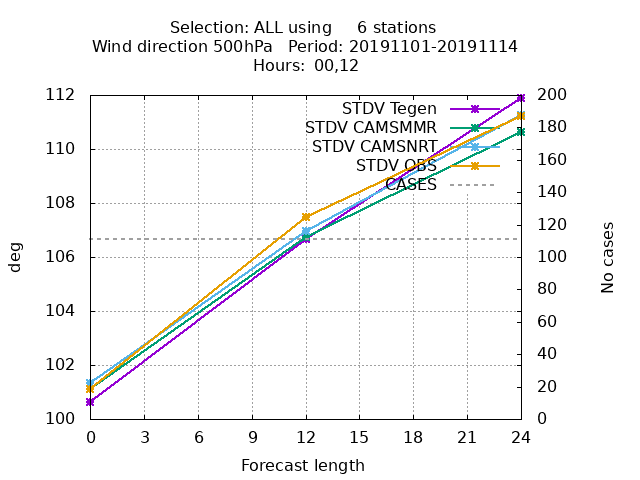 Selection: ALL using     6 stations
Wind direction 500hPa   Period: 20191101-20191114
Hours: 00,12
112
110
108
106
104
102
100
deg
200
180
160
140
120
100
80
60
40
20
0
No cases
STDV Tegen
STDV CAMSMMR
STDV CAMSNRT
STDV OBS
CASES
0 3 6 9 12 15 18 21 24
Forecast length